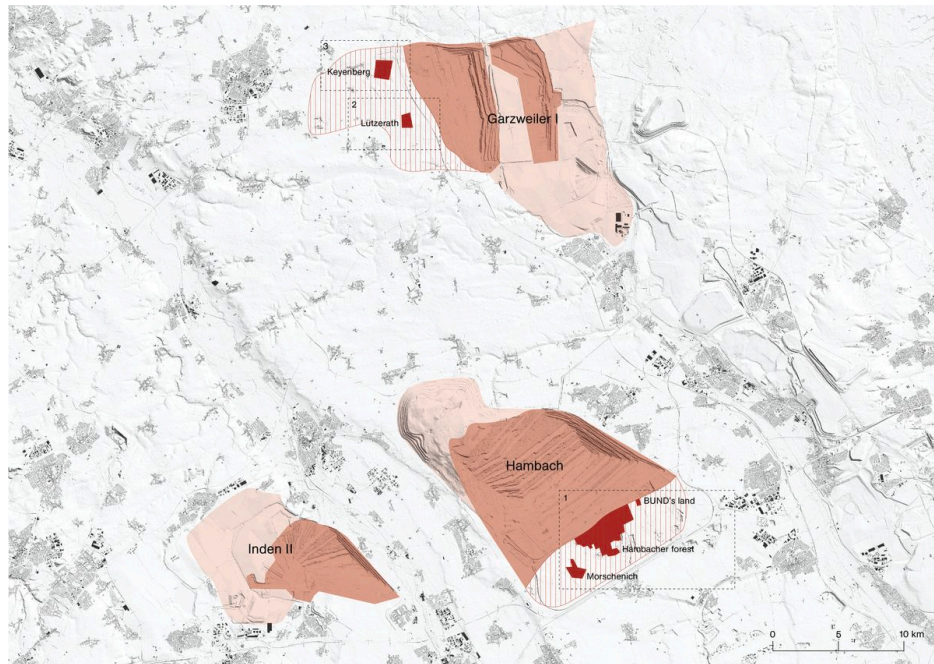 3
Keyenberg
2
Lützerath
Garzweiler I
Hambach
1
BUND's land
Hambacher forest
Morschenich
Inden II
0 5 10 km